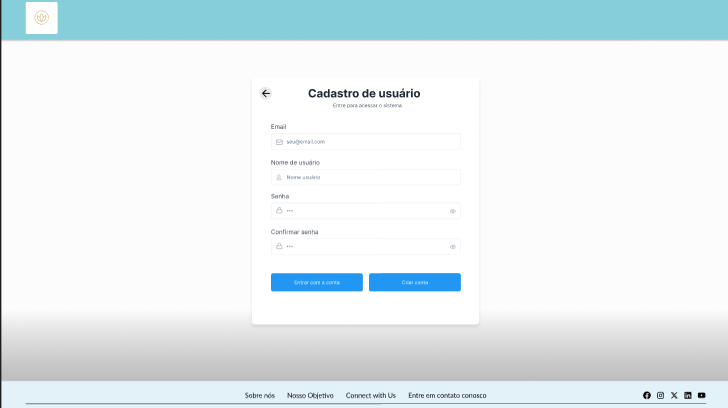 Cadastro de usuário
Entre para acessar o sistema
Email
seu@email.com
Nome de usuário
Nome usuário
Senha
Confirmar senha
Entrar com a conta
Criar conta
Sobre nós Nosso Objetivo Connect with Us Entre em contato conosco